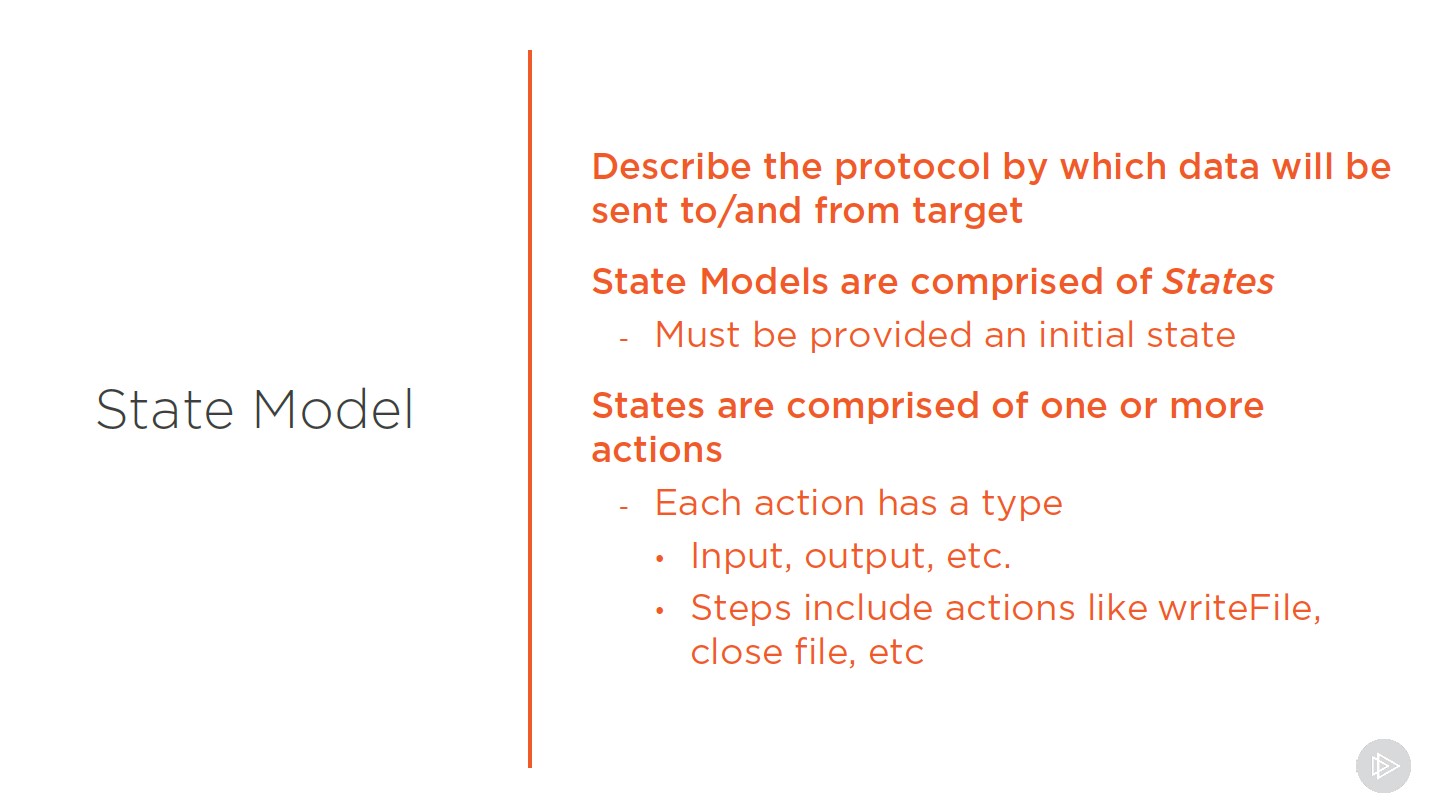 State Model
Describe the protocol by which data will be
sent to/and from target
State Models are comprised of States
- Must be provided an initial state
States are comprised of one or more
actions
- Each action has a type
• Input, output, etc.
• Steps include actions like writeFile,
close file, etc